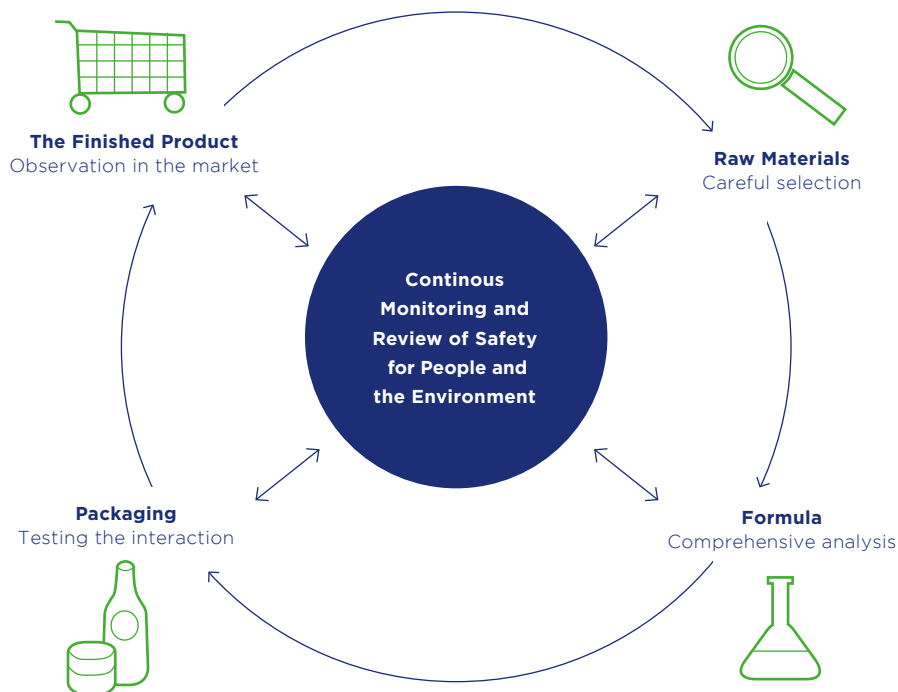 The Finished Product
Observation in the market
Raw Materials
Careful selection
Continous
Monitoring and
Review of Safety
for People and
the Environment
Packaging
Testing the interaction
Formula
Comprehensive analysis